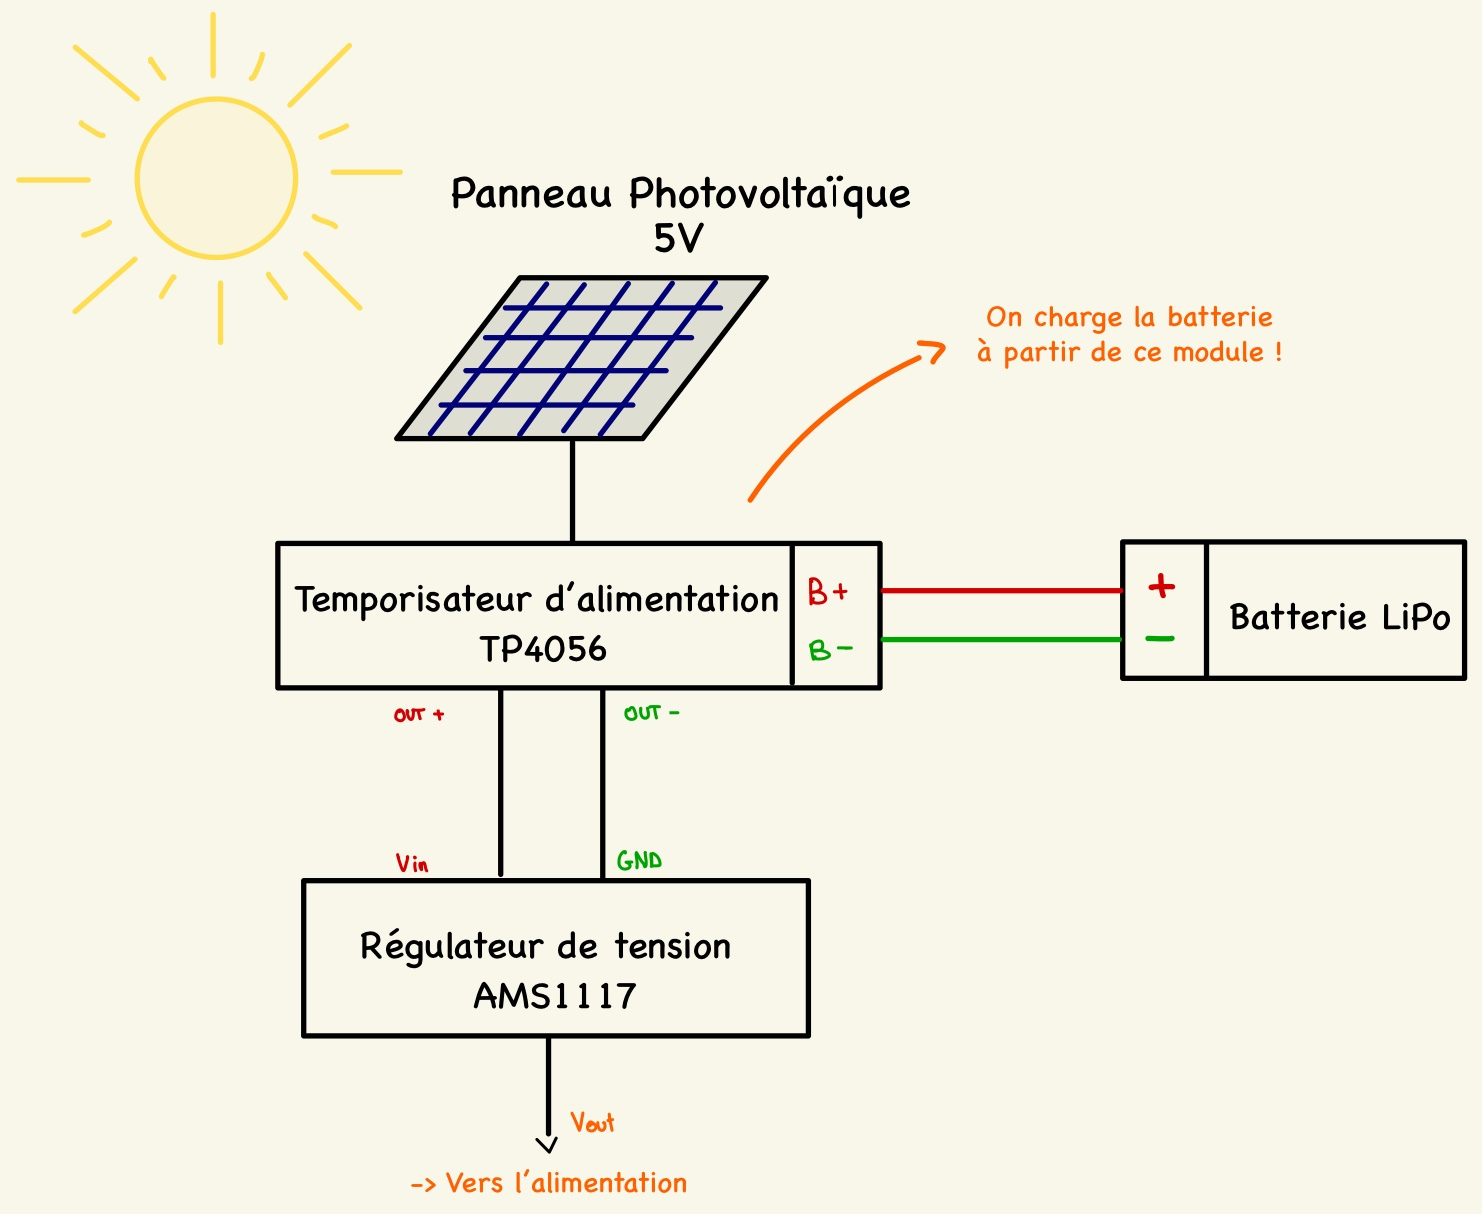 Panneau Photovoltaïque
5V
On charge la batterie
à partir de ce module !
Temporisateur d'alimentation
TP4056
B+
B-
+
-
Batterie LiPo
OUT +
OUT -
Vin
GND
Régulateur de tension
AMS1117
Vout
-> Vers l'alimentation